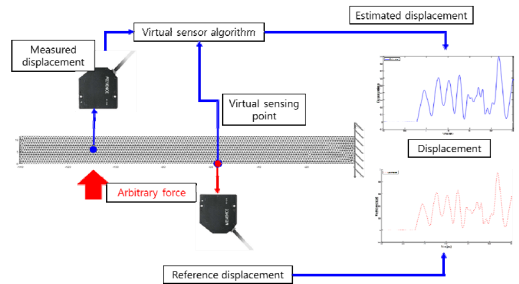 Estimated displacement
Virtual sensor algorithm
Measured
displacement
Virtual sensing
point
Displacement
Arbitrary force
Reference displacement